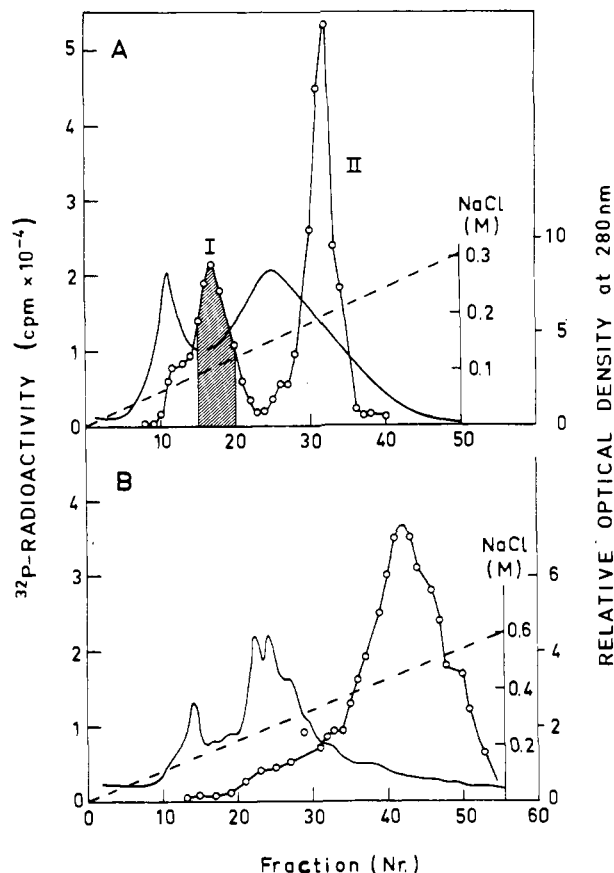 A
5
4
3
2
1
0
I
II
NaCl
(M)
0.3
0.2
0.1
10
5
0
0 10 20 30 40 50
B
4
3
2
1
0
NaCl
(M)
0.6
0.4
0.2
6
4
2
0
0 10 20 30 40 50 60
Fraction (Nr.)
³²P-RADIOACTIVITY (cpm × 10⁻⁴)
RELATIVE OPTICAL DENSITY at 280nm